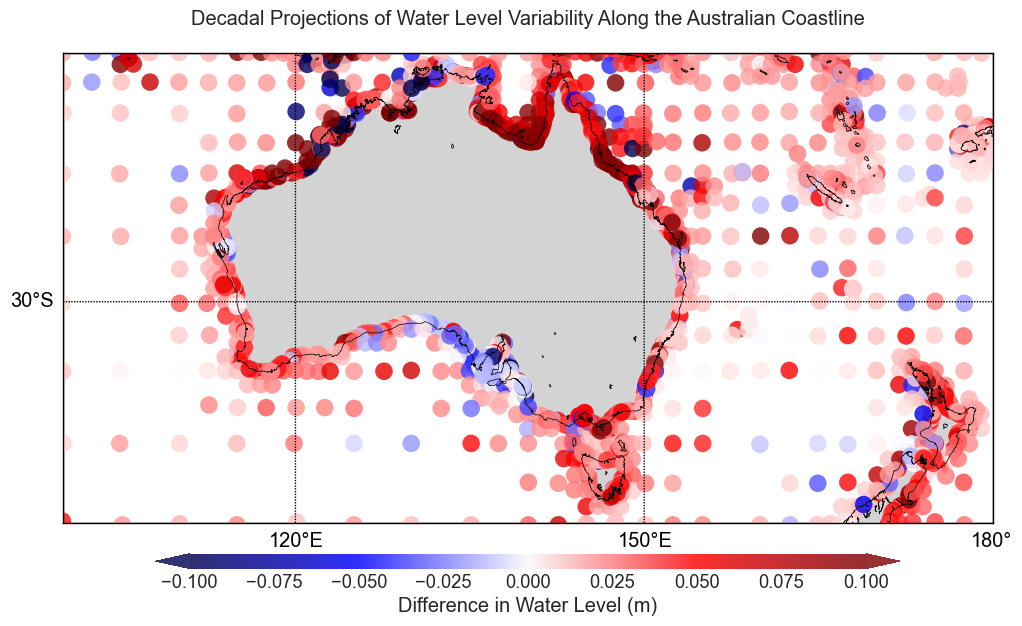 Decadal Projections of Water Level Variability Along the Australian Coastline
30°S
120°E 150°E 180°
−0.100 −0.075 −0.050 −0.025 0.000 0.025 0.050 0.075 0.100
Difference in Water Level (m)